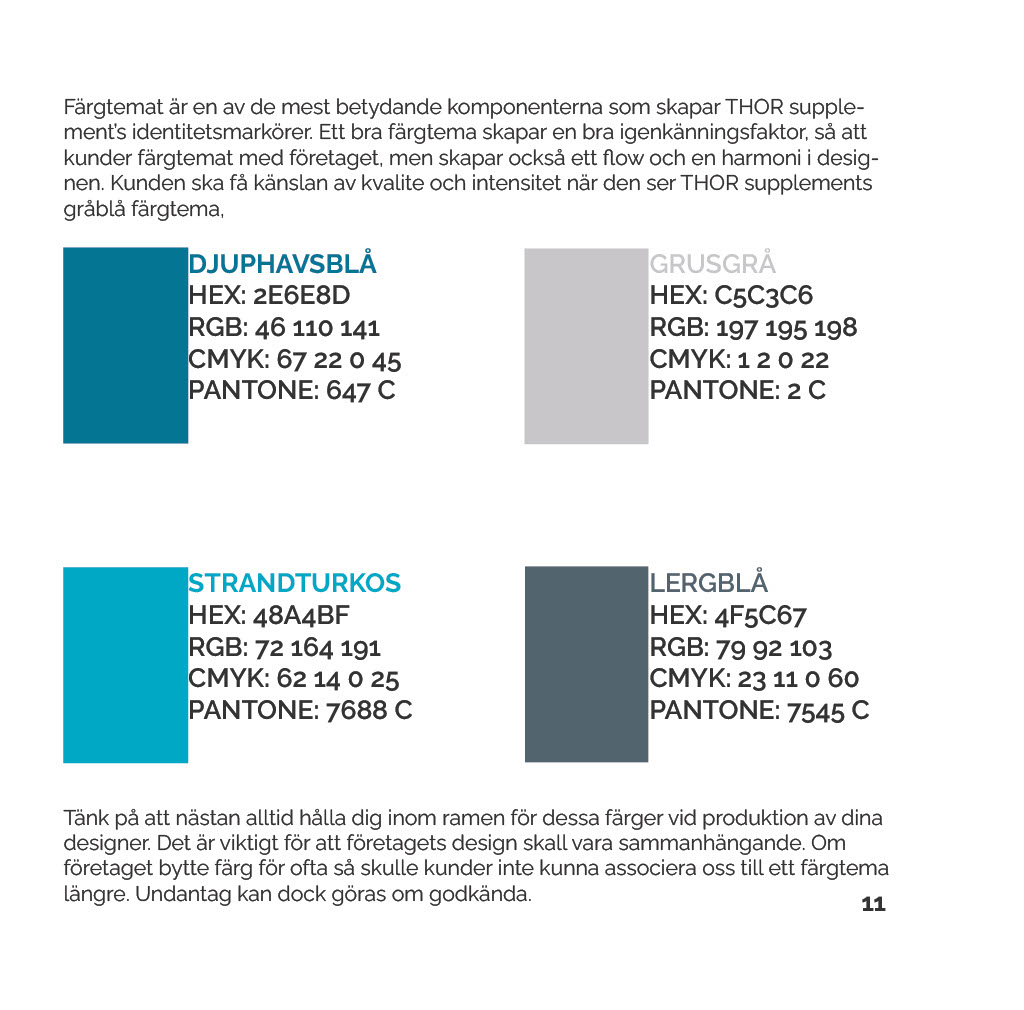 Färgtemat är en av de mest betydande komponenterna som skapar THOR supple-
ment's identitetsmarkörer. Ett bra färgtema skapar en bra igenkänningsfaktor, så att
kunder färgtemat med företaget, men skapar också ett flow och en harmoni i desig-
nen. Kunden ska få känslan av kvalite och intensitet när den ser THOR supplements
gråblå färgtema,
DJUPHAVSBLÅ
HEX: 2E6E8D
RGB: 46 110 141
CMYK: 67 22 0 45
PANTONE: 647 C
GRUSGRÅ
HEX: C5C3C6
RGB: 197 195 198
CMYK: 1 2 0 22
PANTONE: 2 C
STRANDTURKOS
HEX: 48A4BF
RGB: 72 164 191
CMYK: 62 14 0 25
PANTONE: 7688 C
LERGBLÅ
HEX: 4F5C67
RGB: 79 92 103
CMYK: 23 11 0 60
PANTONE: 7545 C
Tänk på att nästan alltid hålla dig inom ramen för dessa färger vid produktion av dina
designer. Det är viktigt för att företagets design skall vara sammanhängande. Om
företaget bytte färg för ofta så skulle kunder inte kunna associera oss till ett färgtema
längre. Undantag kan dock göras om godkända.
11